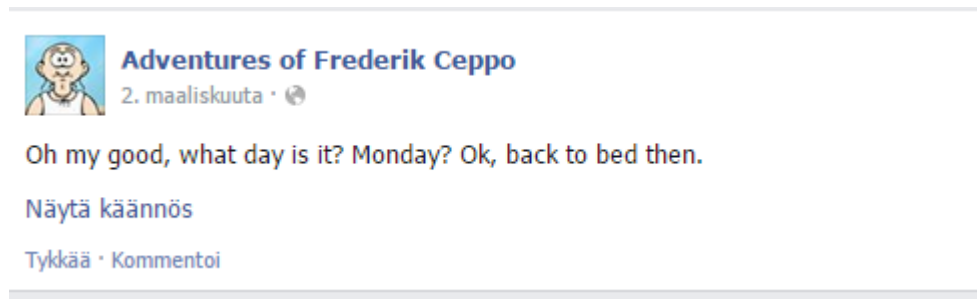 Adventures of Frederik Ceppo
2. maaliskuuta ·
Oh my good, what day is it? Monday? Ok, back to bed then.
Näytä käännös
Tykkää · Kommentoi